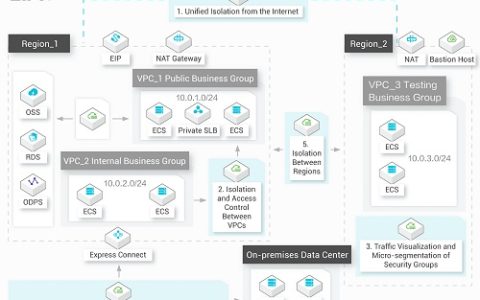 1. Unified Isolation from the Internet
Region_1
EIP
NAT Gateway
Region_2
NAT
Bastion Host
VPC_1 Public Business Group
10.0.1.0/24
ECS
Private SLB
ECS
OSS
RDS
ODPS
VPC_2 Internal Business Group
10.0.2.0/24
ECS
ECS
2. Isolation
and Access
Control
Between
VPCs
5.
Isolation
Between
Regions
VPC_3 Testing
Business Group
ECS
10.0.3.0/24
ECS
3. Traffic Visualization and
Micro-segmentation of
Security Groups
Express Connect
On-premises Data Center